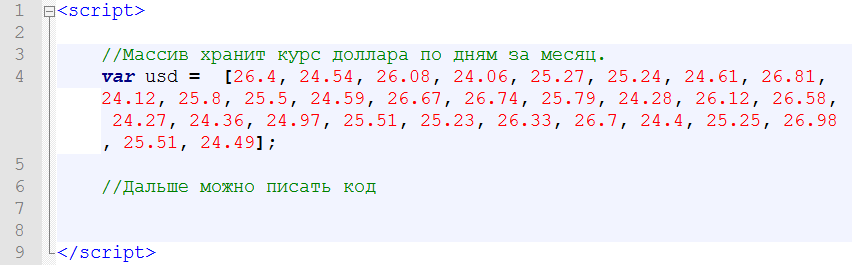 1 <script>
2
3 //Массив хранит курс доллара по дням за месяц.
4 var usd = [26.4, 24.54, 26.08, 24.06, 25.27, 25.24, 24.61, 26.81,
24.12, 25.8, 25.5, 24.59, 26.67, 26.74, 25.79, 24.28, 26.12, 26.58,
24.27, 24.36, 24.97, 25.51, 25.23, 26.33, 26.7, 24.4, 25.25, 26.98
, 25.51, 24.49];
5
6 //Дальше можно писать код
7
8
9 </script>